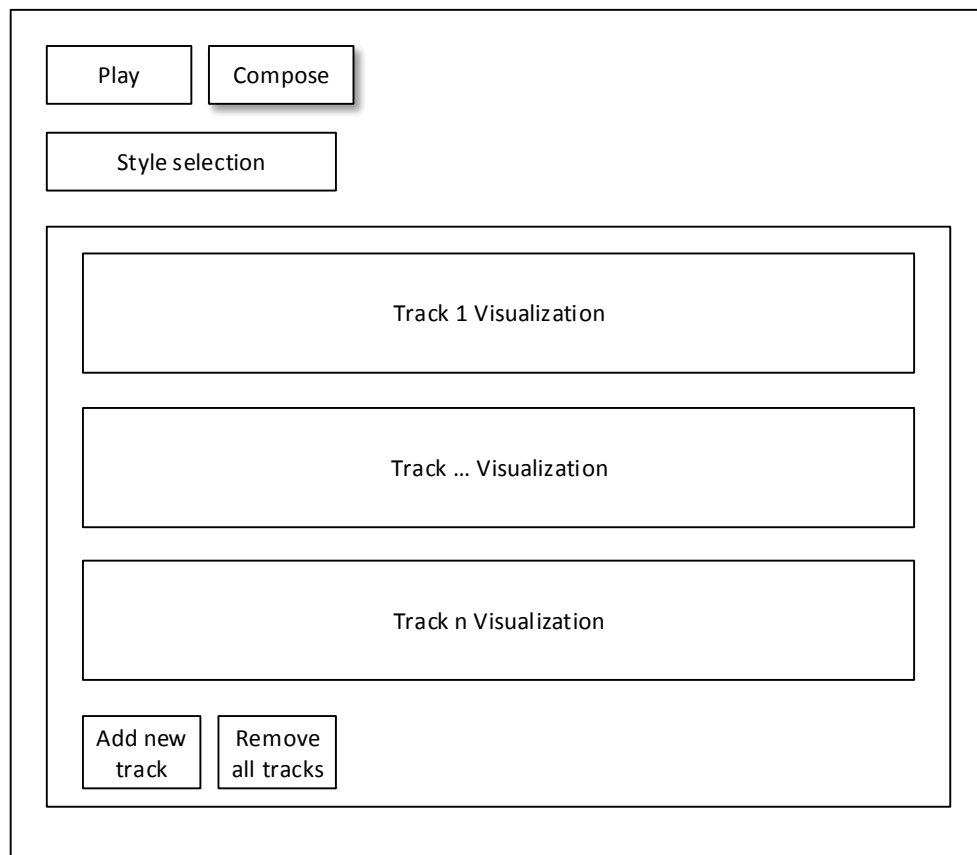 Play
Compose
Style selection
Track 1 Visualization
Track ... Visualization
Track n Visualization
Add new
track
Remove
all tracks